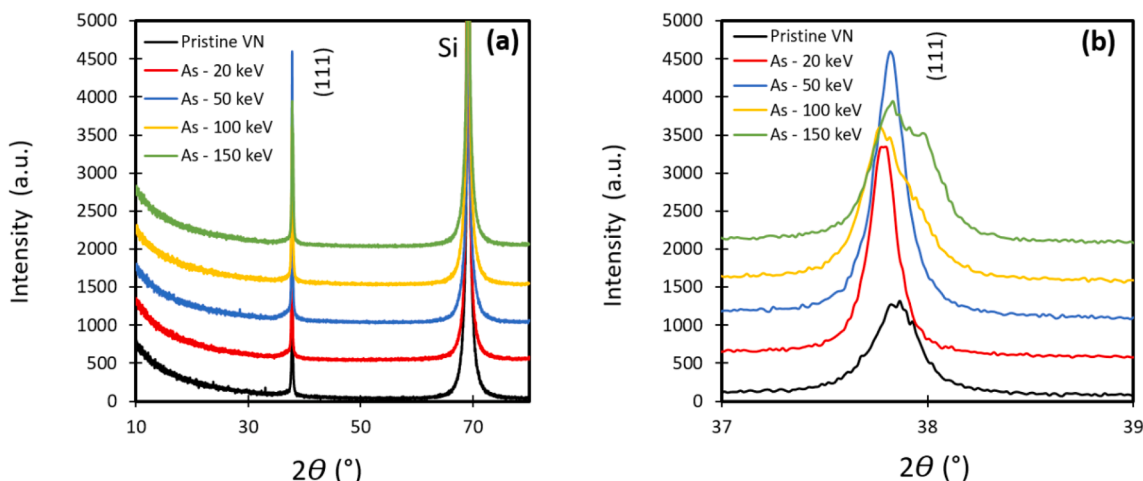 (a)
Si
(111)
Pristine VN
As - 20 keV
As - 50 keV
As - 100 keV
As - 150 keV
5000
4500
4000
3500
3000
2500
2000
1500
1000
500
0
10
30
50
70
Intensity (a.u.)
2θ (°)
(b)
(111)
Pristine VN
As - 20 keV
As - 50 keV
As - 100 keV
As - 150 keV
5000
4500
4000
3500
3000
2500
2000
1500
1000
500
0
37
38
39
Intensity (a.u.)
2θ (°)